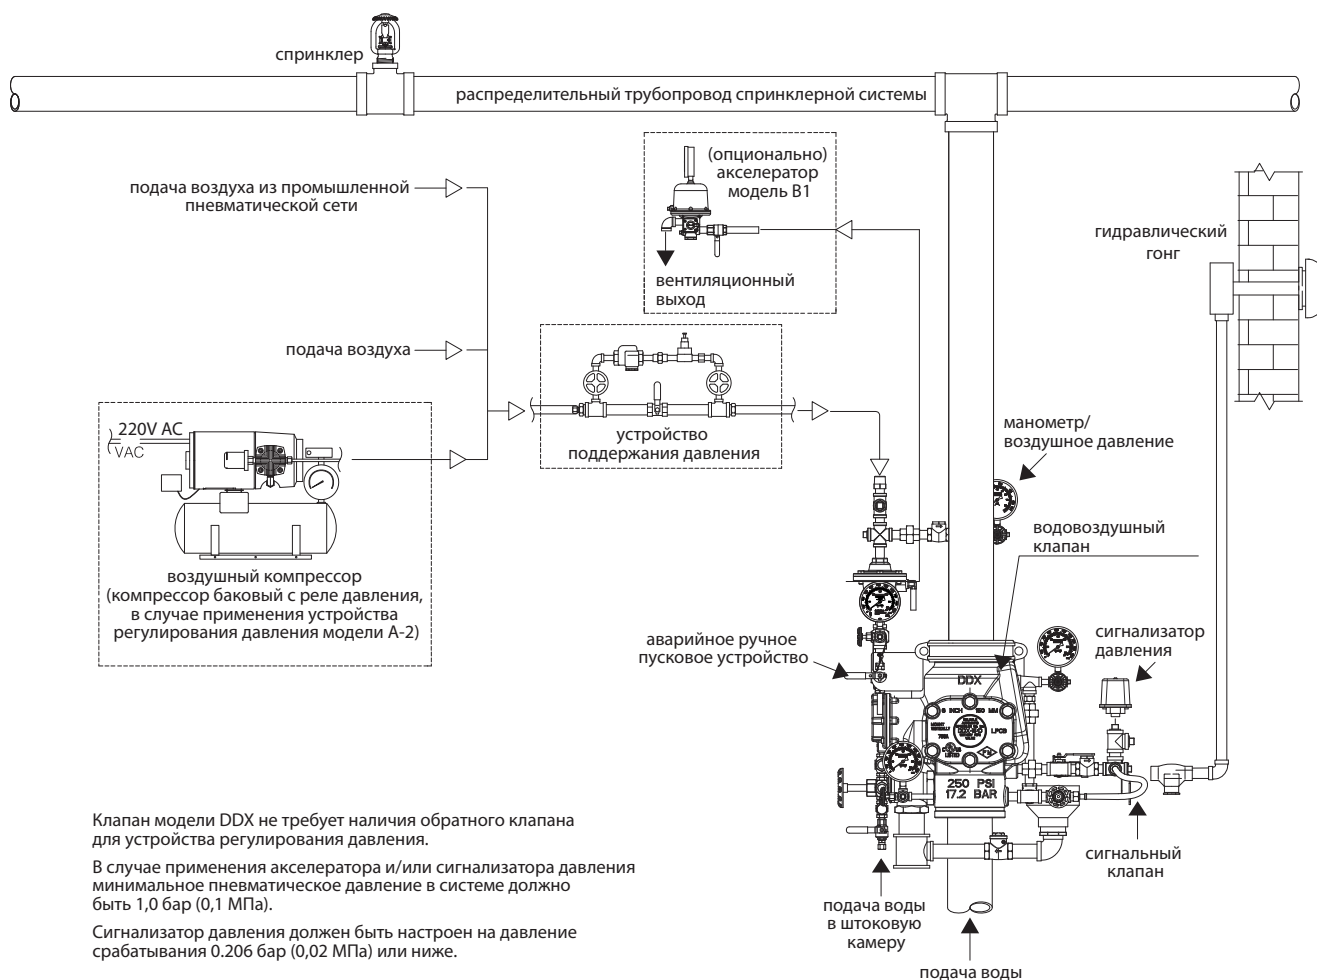 спринклер
распределительный трубопровод спринклерной системы
(опционально)
акселератор
модель B1
вентиляционный
выход
подача воздуха из промышленной
пневматической сети
гидравлический
гонг
подача воздуха
устройство
поддержания давления
220V AC
VAC
воздушный компрессор
(компрессор баковый с реле давления,
в случае применения устройства
регулирования давления модели А-2)
манометр/
воздушное давление
водовоздушный
клапан
аварийное ручное
пусковое устройство
сигнализатор
давления
DDX
6 INCH 150 MM
LPCB
250 PSI
17.2 BAR
сигнальный
клапан
подача воды
в штоковую
камеру
подача воды
Клапан модели DDX не требует наличия обратного клапана
для устройства регулирования давления.
В случае применения акселератора и/или сигнализатора давления
минимальное пневматическое давление в системе должно
быть 1,0 бар (0,1 МПа).
Сигнализатор давления должен быть настроен на давление
срабатывания 0.206 бар (0,02 МПа) или ниже.